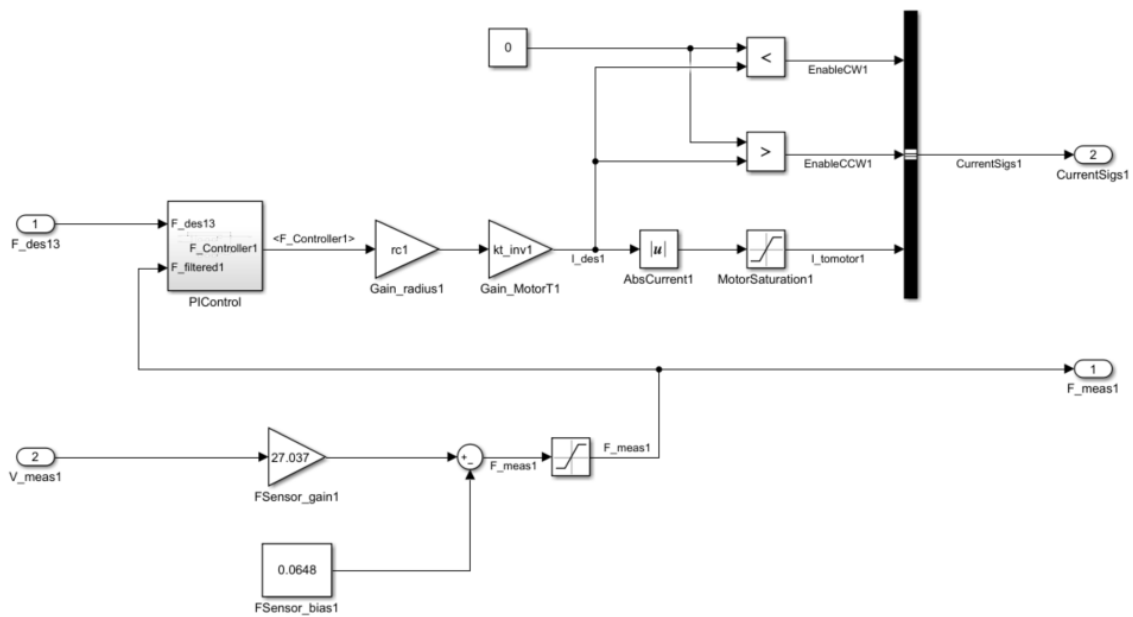 0
<
EnableCW1
>
EnableCCW1
CurrentSigs1
2
CurrentSigs1
1
F_des13
F_des13
F_Controller1
F_filtered1
PIControl
<F_Controller1>
rc1
Gain_radius1
kt_inv1
Gain_MotorT1
I_des1
|u|
AbsCurrent1
MotorSaturation1
I_tomotor1
1
F_meas1
2
V_meas1
27.037
FSensor_gain1
+
−
F_meas1
F_meas1
0.0648
FSensor_bias1